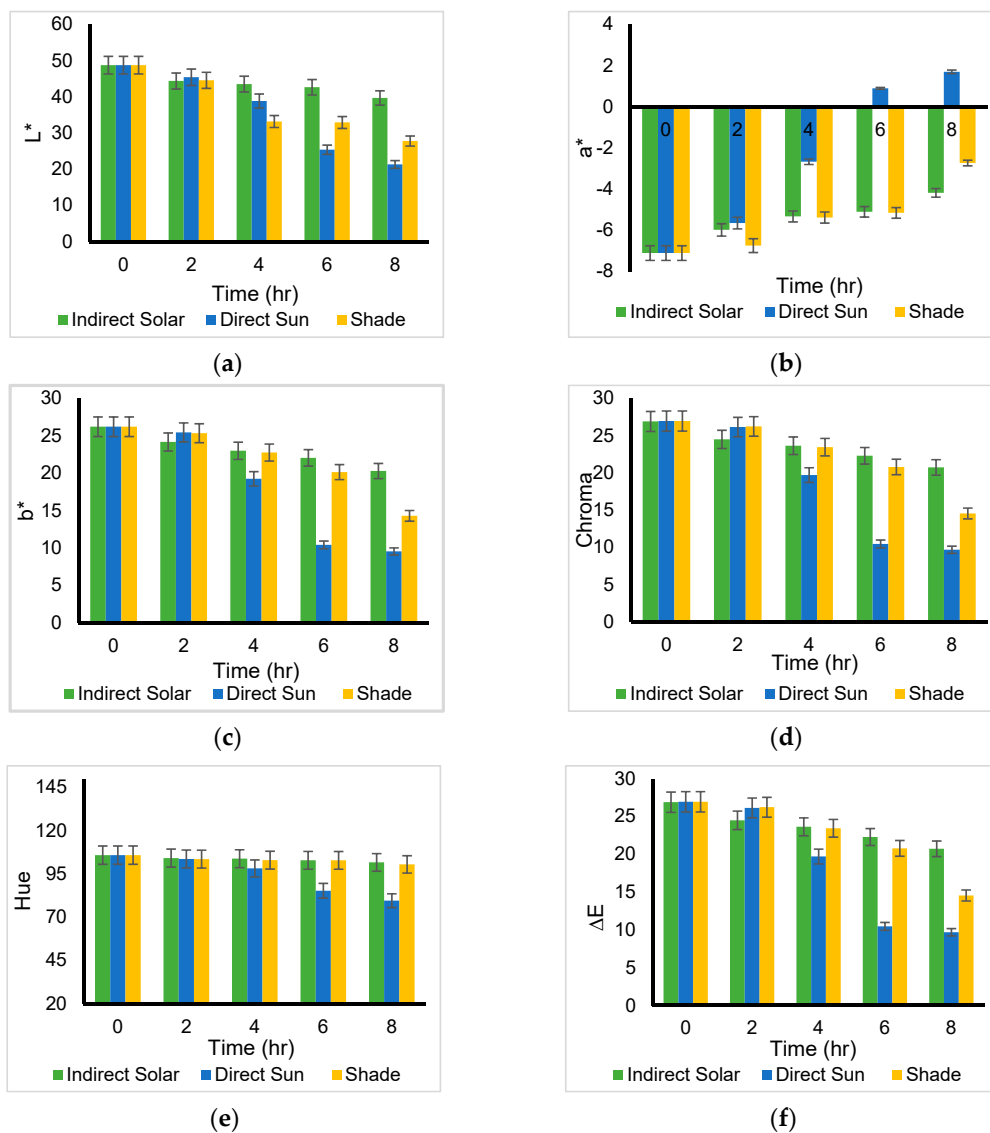 60
50
40
30
20
10
0
L*
0 2 4 6 8
Time (hr)
Indirect Solar Direct Sun Shade
(a)
4
2
0
-2
-4
-6
-8
a*
0 2 4 6 8
Time (hr)
Indirect Solar Direct Sun Shade
(b)
30
25
20
15
10
5
0
b*
0 2 4 6 8
Time (hr)
Indirect Solar Direct Sun Shade
(c)
30
25
20
15
10
5
0
Chroma
0 2 4 6 8
Time (hr)
Indirect Solar Direct Sun Shade
(d)
145
120
95
70
45
20
Hue
0 2 4 6 8
Time (hr)
Indirect Solar Direct Sun Shade
(e)
30
25
20
15
10
5
0
ΔE
0 2 4 6 8
Time (hr)
Indirect Solar Direct Sun Shade
(f)